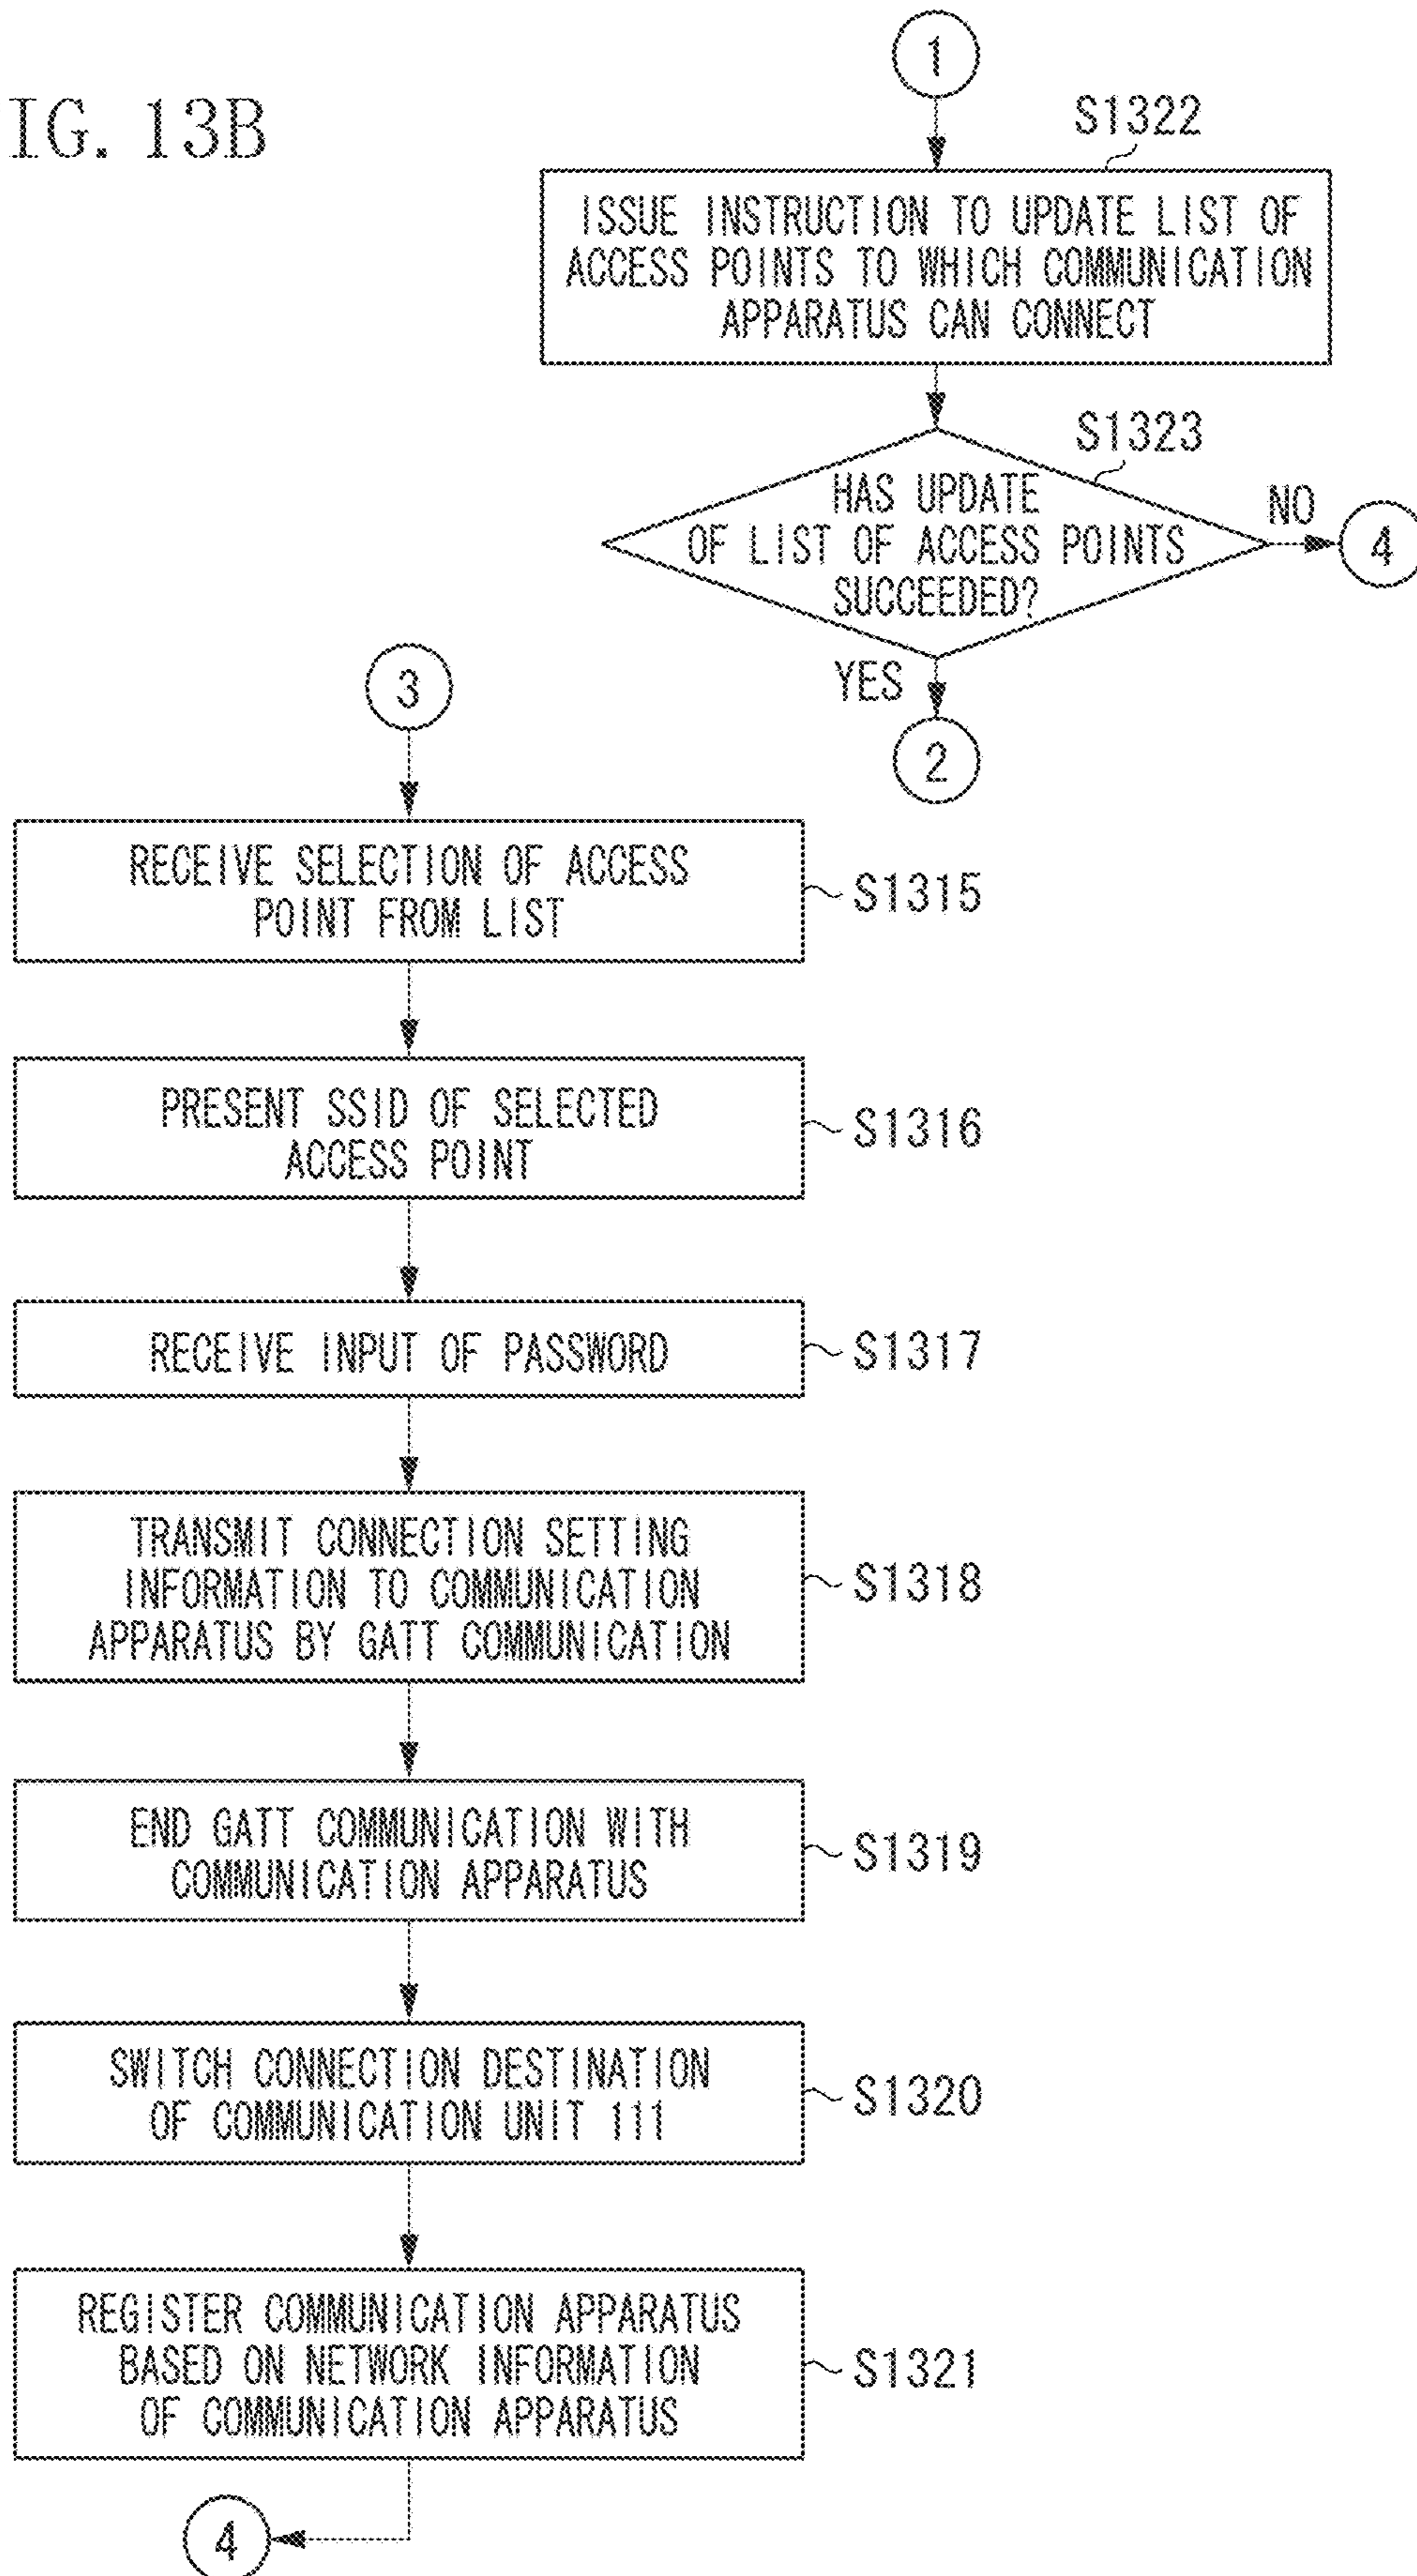 IG. 13B
1
S1322
ISSUE INSTRUCTION TO UPDATE LIST OF
ACCESS POINTS TO WHICH COMMUNICATION
APPARATUS CAN CONNECT
S1323
HAS UPDATE
OF LIST OF ACCESS POINTS
SUCCEEDED?
NO
4
YES
2
3
RECEIVE SELECTION OF ACCESS
POINT FROM LIST
S1315
PRESENT SSID OF SELECTED
ACCESS POINT
S1316
RECEIVE INPUT OF PASSWORD
S1317
TRANSMIT CONNECTION SETTING
INFORMATION TO COMMUNICATION
APPARATUS BY GATT COMMUNICATION
S1318
END GATT COMMUNICATION WITH
COMMUNICATION APPARATUS
S1319
SWITCH CONNECTION DESTINATION
OF COMMUNICATION UNIT 111
S1320
REGISTER COMMUNICATION APPARATUS
BASED ON NETWORK INFORMATION
OF COMMUNICATION APPARATUS
S1321
4